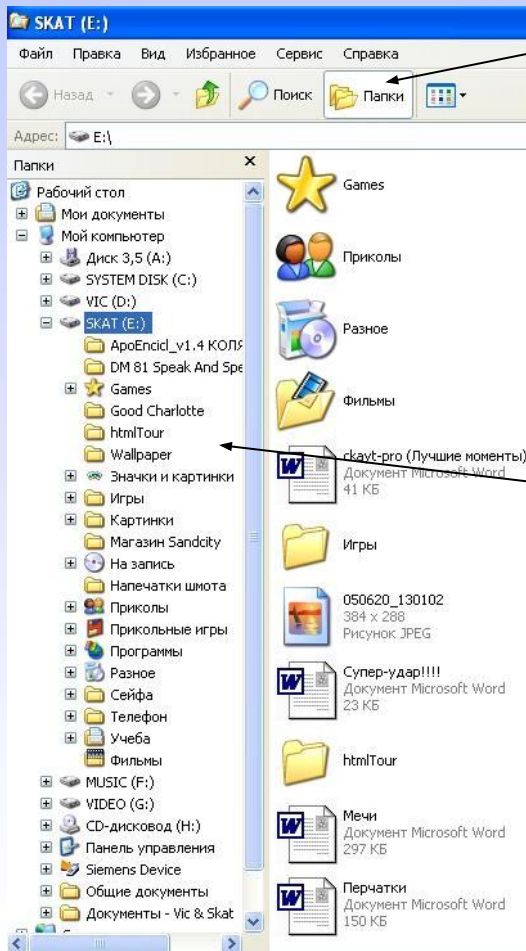 SKAT (E:)
Файл Правка Вид Избранное Сервис Справка
Назад Поиск Папки
Адрес: E:\
Папки
Рабочий стол
Мои документы
Мой компьютер
Диск 3,5 (A:)
SYSTEM DISK (C:)
VIC (D:)
SKAT (E:)
ApoEncicl_v1.4 КОЛЯ
DM 81 Speak And Spe
Games
Good Charlotte
htmlTour
Wallpaper
Значки и картинки
Игры
Картинки
Магазин Sandcity
На запись
Напечатки шмота
Приколы
Прикольные игры
Программы
Разное
Сейфа
Телефон
Учеба
Фильмы
MUSIC (F:)
VIDEO (G:)
CD-дисковод (H:)
Панель управления
Siemens Device
Общие документы
Документы - Vic & Skat
Games
Приколы
Разное
Фильмы
ckayt-pro (Лучшие моменты)
Документ Microsoft Word
41 КБ
Игры
050620_130102
384 x 288
Рисунок JPEG
Супер-удар!!!!
Документ Microsoft Word
23 КБ
htmlTour
Мечи
Документ Microsoft Word
297 КБ
Перчатки
Документ Microsoft Word
150 КБ